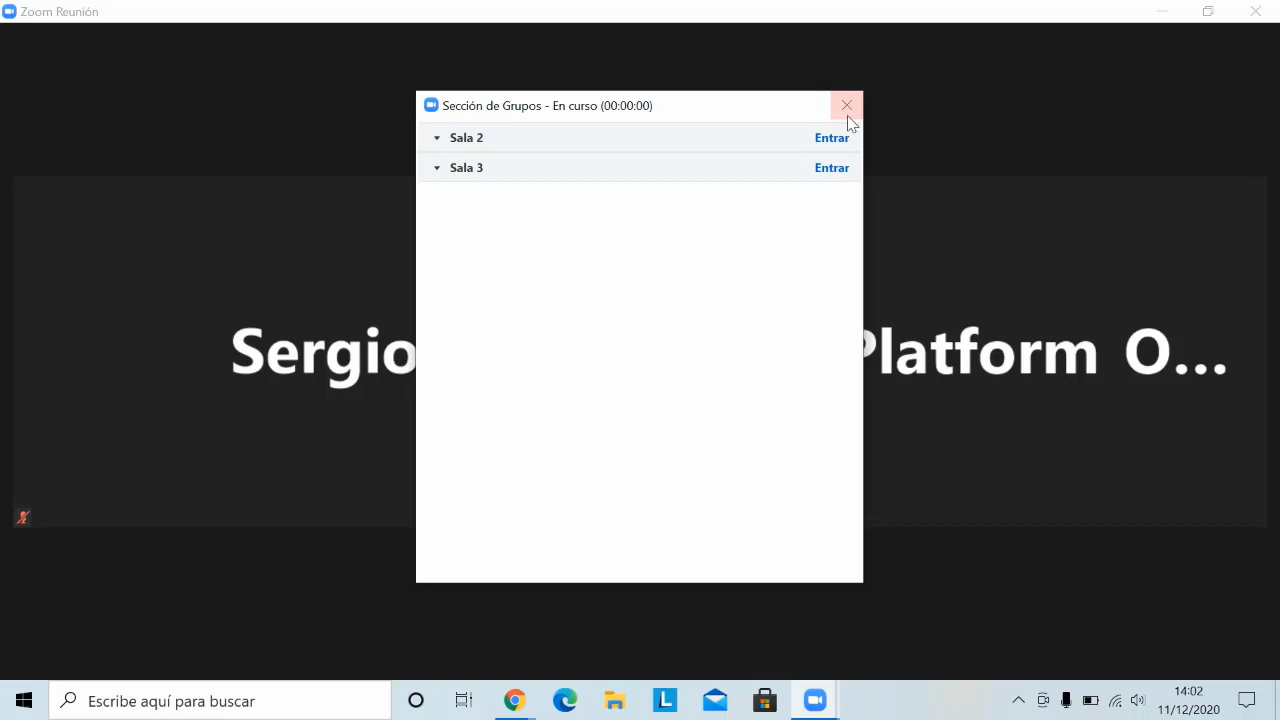 Zoom Reunión
Sección de Grupos - En curso (00:00:00)
Sala 2 Entrar
Sala 3 Entrar
Sergio
Platform O...
Escribe aquí para buscar
L
14:02
11/12/2020